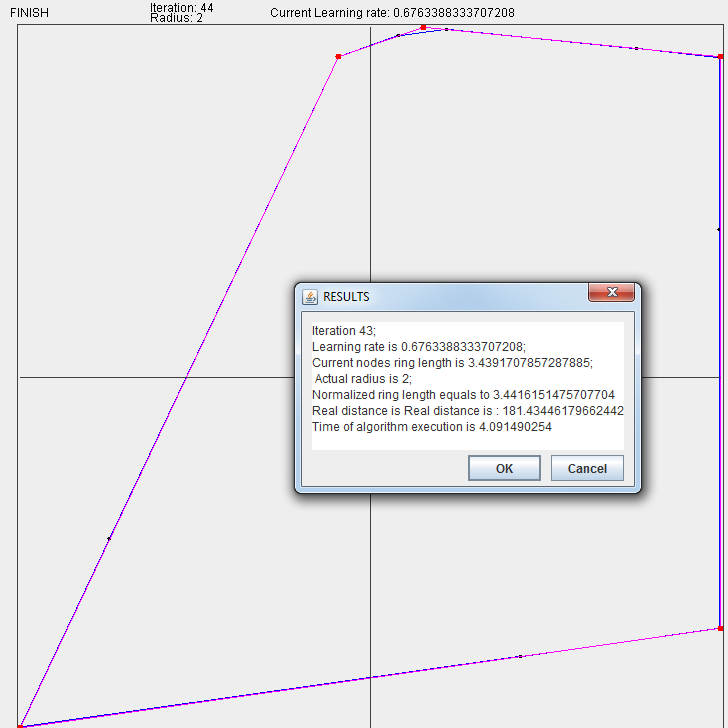 FINISH
Iteration: 44
Radius: 2
Current Learning rate: 0.6763388333707208
RESULTS
Iteration 43;
Learning rate is 0.6763388333707208;
Current nodes ring length is 3.4391707857287885;
Actual radius is 2;
Normalized ring length equals to 3.4416151475707704
Real distance is Real distance is : 181.43446179662442
Time of algorithm execution is 4.091490254
OK
Cancel